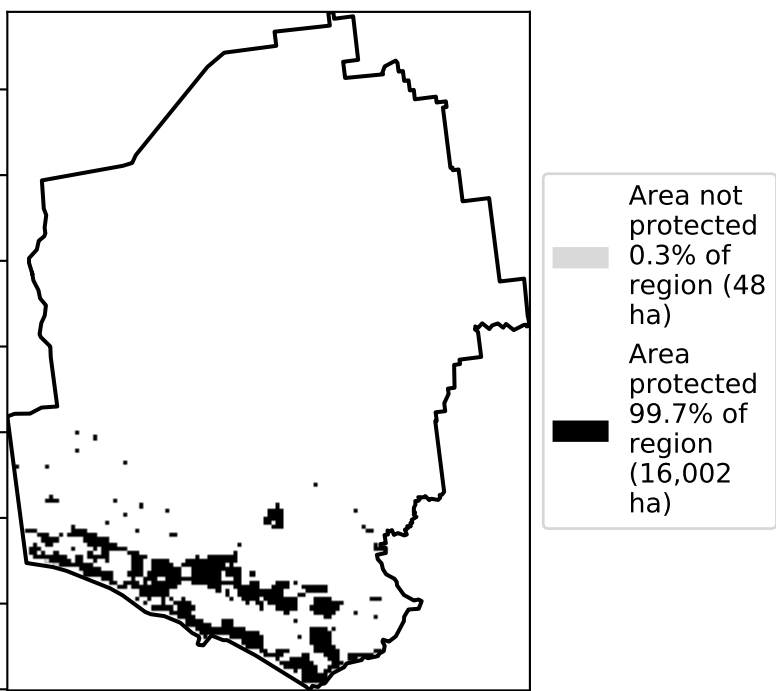 Area not
protected
0.3% of
region (48
ha)
Area
protected
99.7% of
region
(16,002
ha)